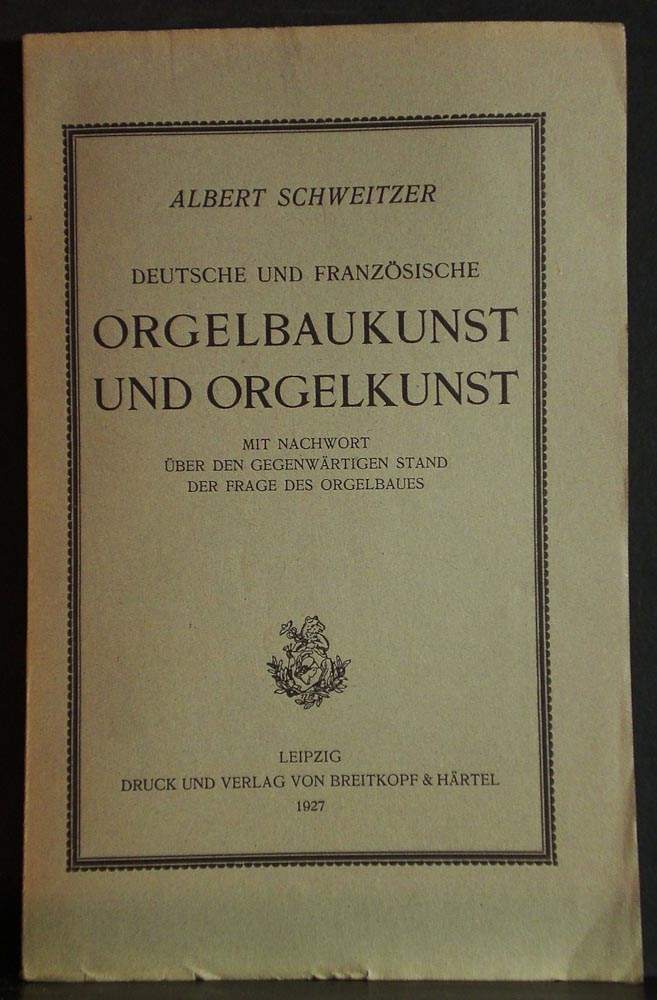 ALBERT SCHWEITZER
DEUTSCHE UND FRANZÖSISCHE
ORGELBAUKUNST
UND ORGELKUNST
MIT NACHWORT
ÜBER DEN GEGENWÄRTIGEN STAND
DER FRAGE DES ORGELBAUES
LEIPZIG
DRUCK UND VERLAG VON BREITKOPF & HÄRTEL
1927